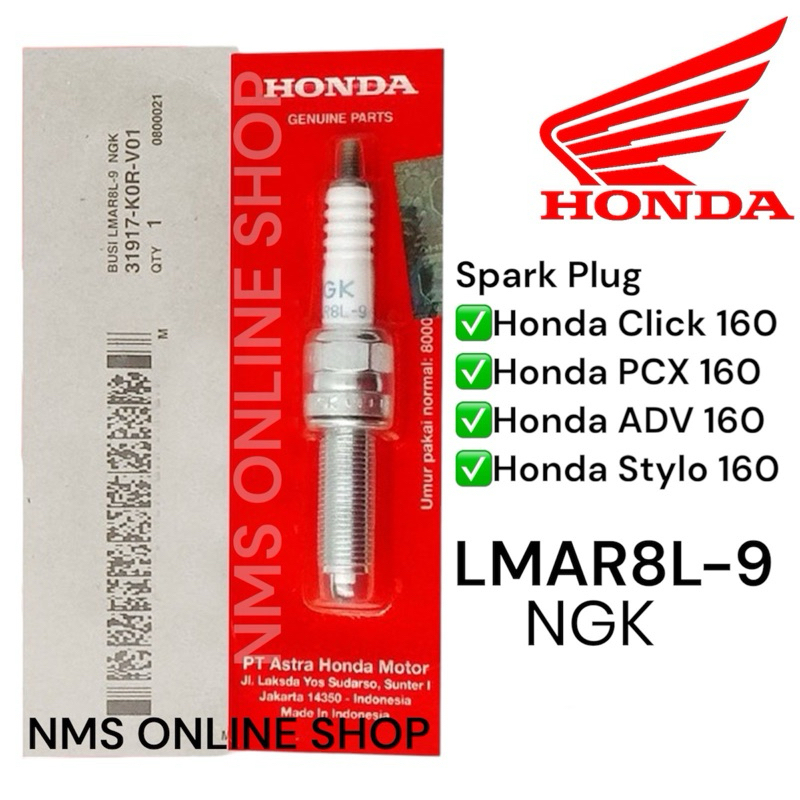 BUSI LMAR8L-9 NGK
31917-K0R-V01
QTY 1 0800021
M
HONDA
GENUINE PARTS
GK
R8L-9
Umur pakai normal: 8000
PT Astra Honda Motor
Jl. Laksda Yos Sudarso, Sunter I
Jakarta 14350 - Indonesia
Made In Indonesia
NMS ONLINE SHOP
NMS ONLINE SHOP
HONDA
Spark Plug
✅Honda Click 160
✅Honda PCX 160
✅Honda ADV 160
✅Honda Stylo 160
LMAR8L-9
NGK